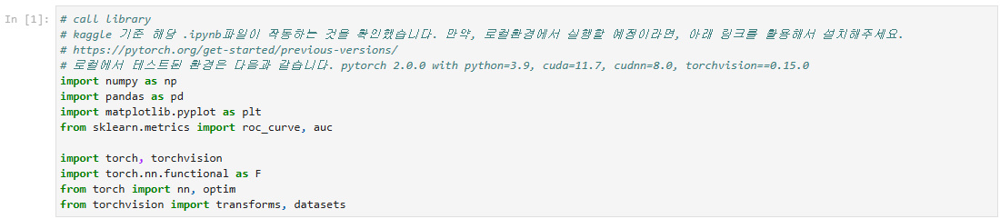 In [1]:
# call library
# kaggle 기준 해당 .ipynb파일이 작동하는 것을 확인했습니다. 만약, 로컬환경에서 실행할 예정이라면, 아래 링크를 활용해서 설치해주세요.
# https://pytorch.org/get-started/previous-versions/
# 로컬에서 테스트된 환경은 다음과 같습니다. pytorch 2.0.0 with python=3.9, cuda=11.7, cudnn=8.0, torchvision==0.15.0
import numpy as np
import pandas as pd
import matplotlib.pyplot as plt
from sklearn.metrics import roc_curve, auc
import torch, torchvision
import torch.nn.functional as F
from torch import nn, optim
from torchvision import transforms, datasets